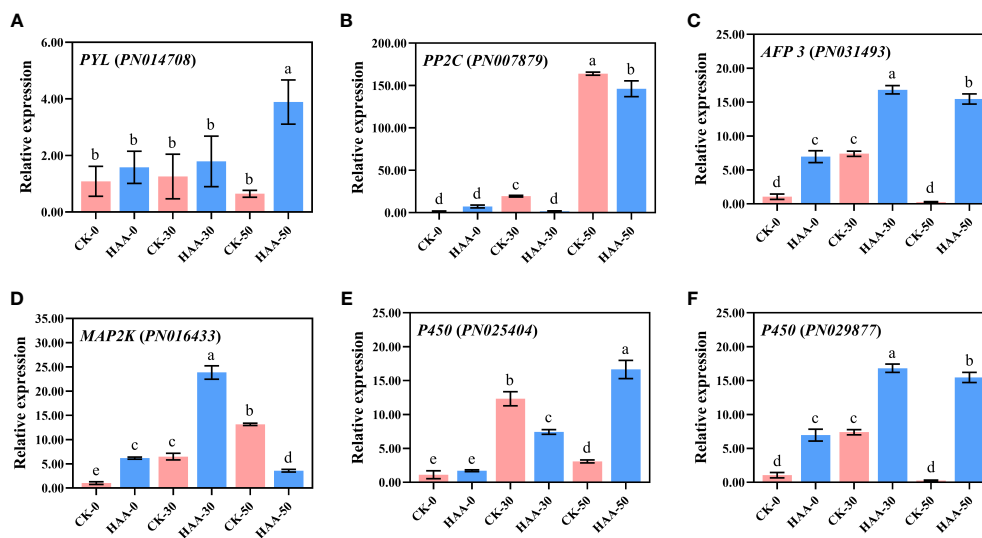 A
PYL (PN014708)
Relative expression
6.00
4.00
2.00
0.00
b
b
b
b
b
a
CK-0
HAA-0
CK-30
HAA-30
CK-50
HAA-50
B
PP2C (PN007879)
Relative expression
200.00
150.00
100.00
50.00
0.00
d
d
c
d
a
b
CK-0
HAA-0
CK-30
HAA-30
CK-50
HAA-50
C
AFP 3 (PN031493)
Relative expression
25.00
20.00
15.00
10.00
5.00
0.00
d
c
c
a
d
b
CK-0
HAA-0
CK-30
HAA-30
CK-50
HAA-50
D
MAP2K (PN016433)
Relative expression
35.00
30.00
25.00
20.00
15.00
10.00
5.00
0.00
e
c
c
a
b
d
CK-0
HAA-0
CK-30
HAA-30
CK-50
HAA-50
E
P450 (PN025404)
Relative expression
25.00
20.00
15.00
10.00
5.00
0.00
e
e
b
c
d
a
CK-0
HAA-0
CK-30
HAA-30
CK-50
HAA-50
F
P450 (PN029877)
Relative expression
25.00
20.00
15.00
10.00
5.00
0.00
d
c
c
a
d
b
CK-0
HAA-0
CK-30
HAA-30
CK-50
HAA-50